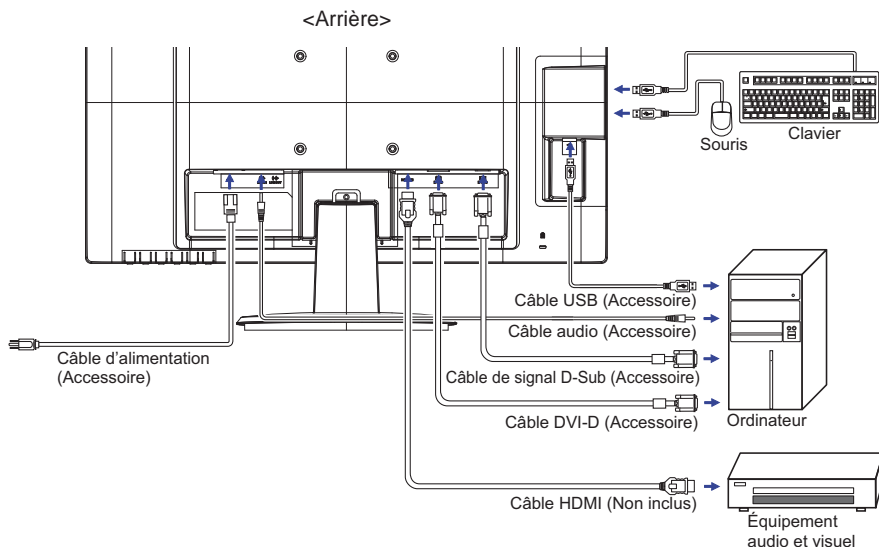 <Arrière>
Souris
Clavier
Câble USB (Accessoire)
Câble audio (Accessoire)
Câble d'alimentation
(Accessoire)
Câble de signal D-Sub (Accessoire)
Câble DVI-D (Accessoire)
Ordinateur
Câble HDMI (Non inclus)
Équipement
audio et visuel